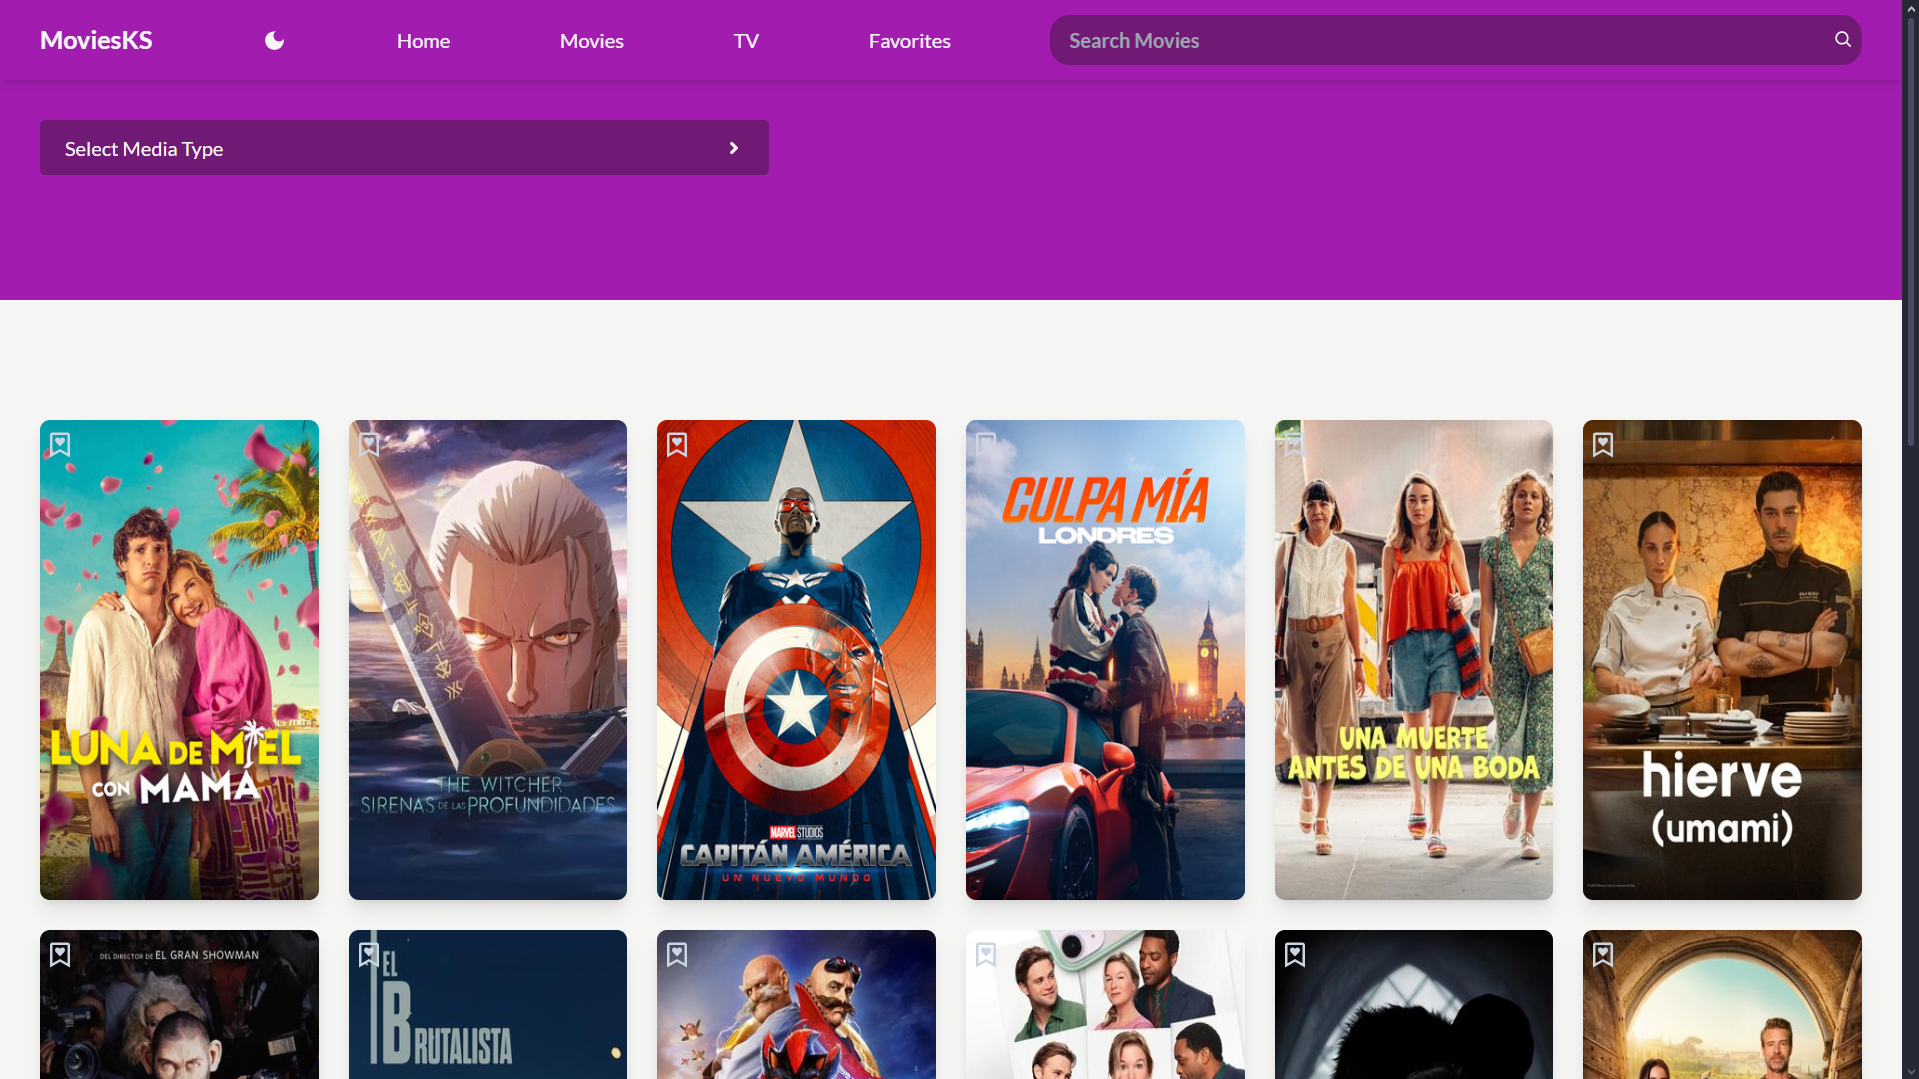 MoviesKS
Home
Movies
TV
Favorites
Search Movies
Select Media Type
LUNA DE MIEL
CON MAMÁ
THE WITCHER
SIRENAS DE LAS PROFUNDIDADES
MARVEL STUDIOS
CAPITÁN AMÉRICA
UN NUEVO MUNDO
CULPA MÍA
LONDRES
UNA MUERTE
ANTES DE UNA BODA
hierve
(umami)
DEL DIRECTOR DE EL GRAN SHOWMAN
EL
BRUTALISTA